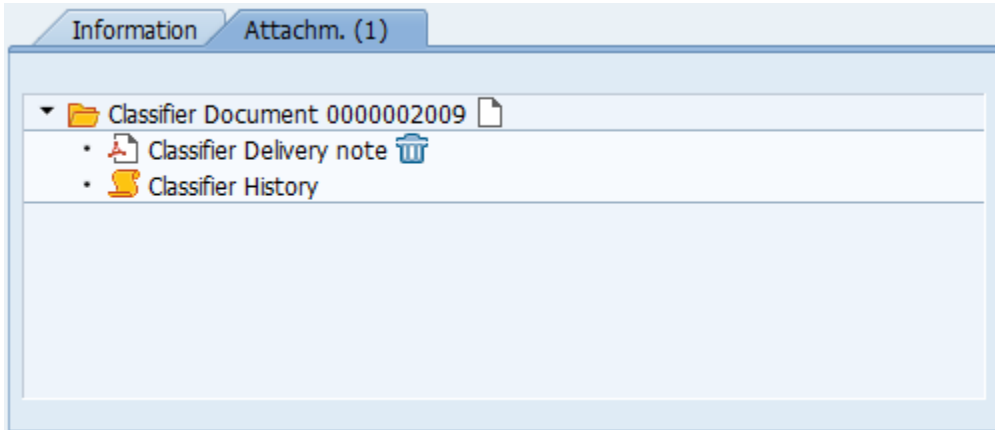 Information Attachm. (1)
Classifier Document 0000002009
Classifier Delivery note
Classifier History